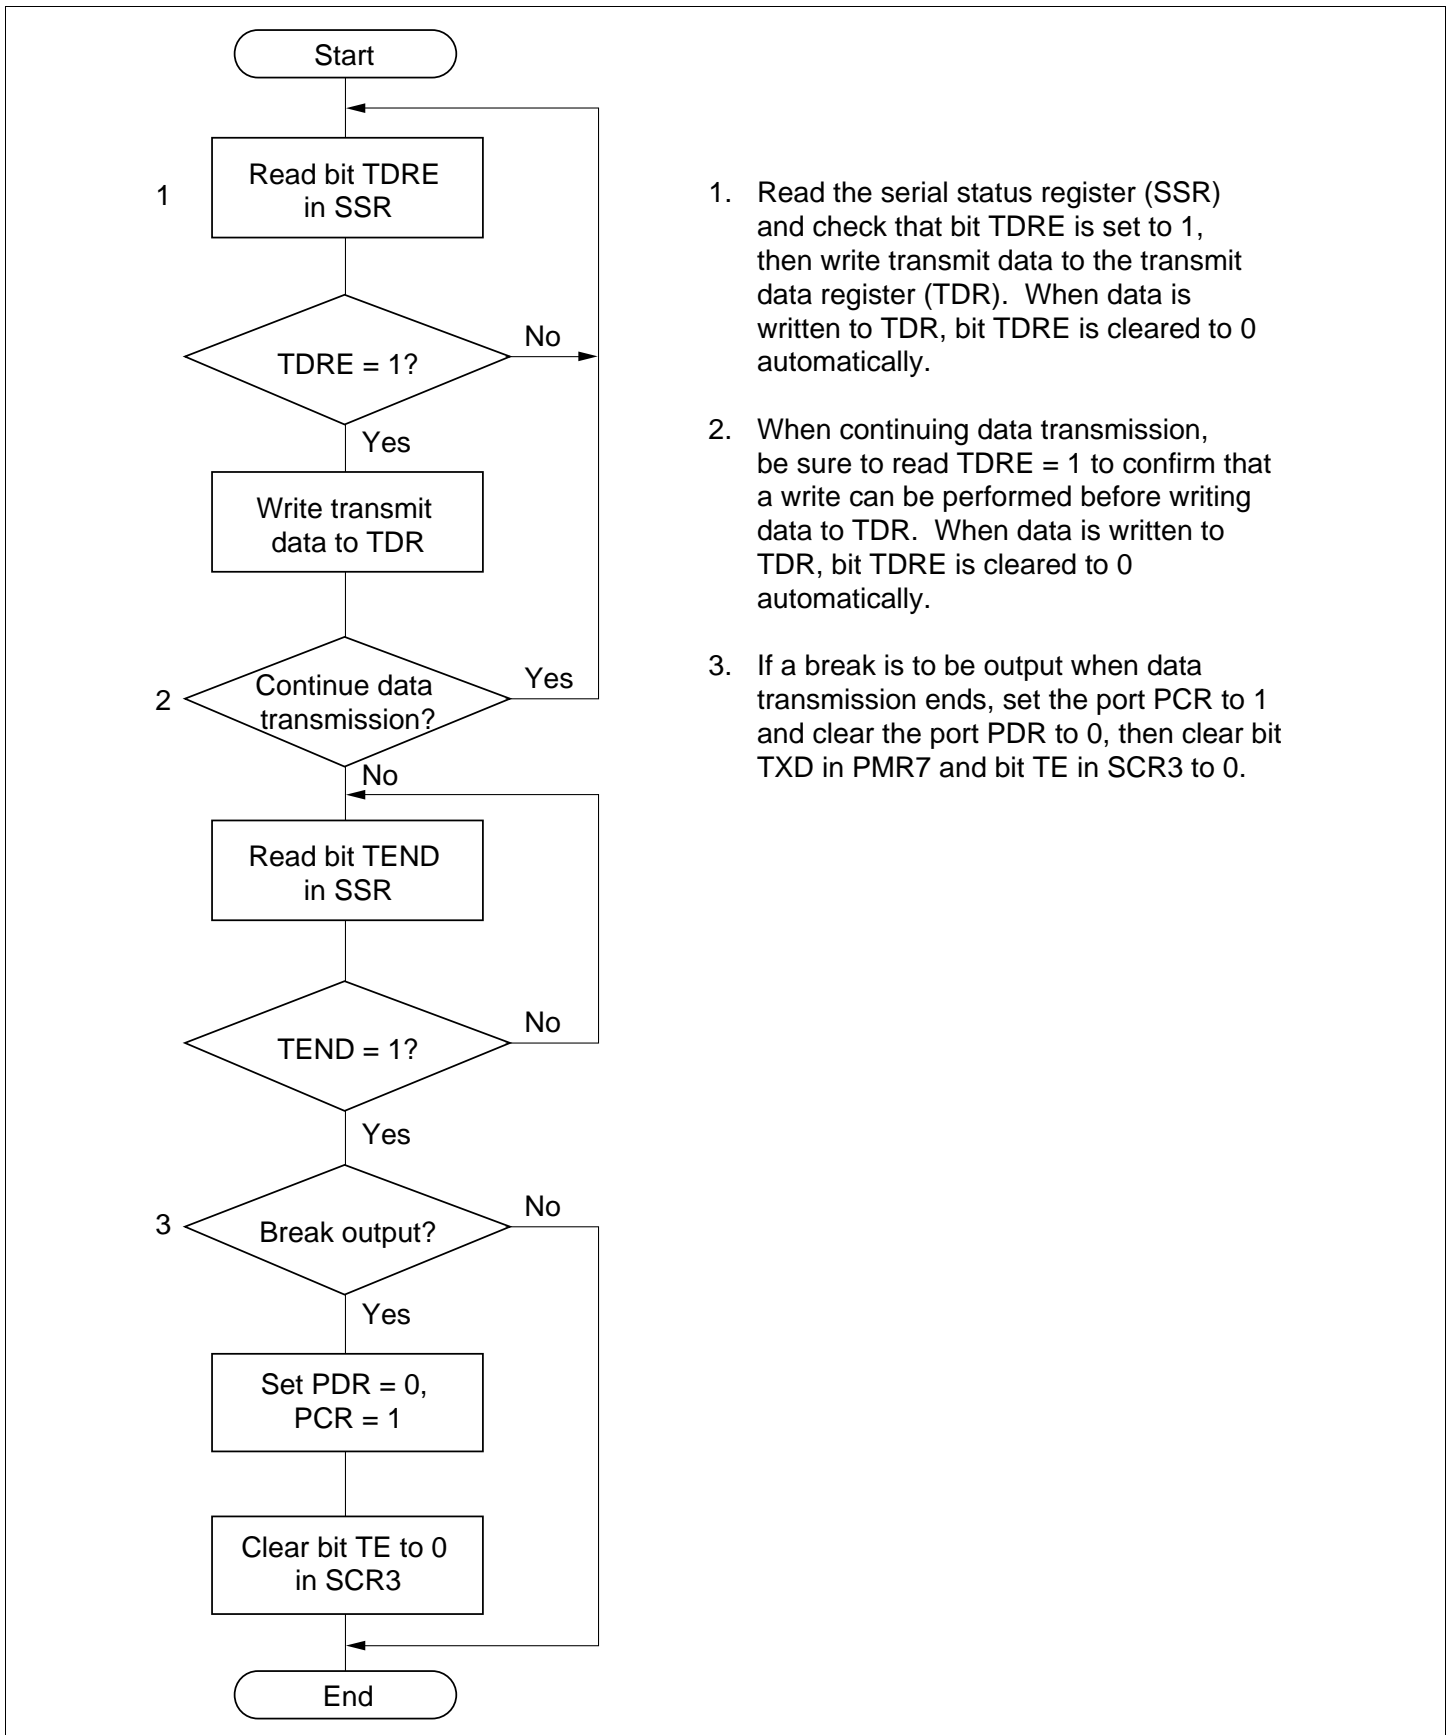 Start
1
Read bit TDRE
in SSR
TDRE = 1?
No
Yes
Write transmit
data to TDR
2
Continue data
transmission?
Yes
No
Read bit TEND
in SSR
TEND = 1?
No
Yes
3
Break output?
No
Yes
Set PDR = 0,
PCR = 1
Clear bit TE to 0
in SCR3
End
1. Read the serial status register (SSR)
and check that bit TDRE is set to 1,
then write transmit data to the transmit
data register (TDR).  When data is
written to TDR, bit TDRE is cleared to 0
automatically.
2. When continuing data transmission,
be sure to read TDRE = 1 to confirm that
a write can be performed before writing
data to TDR.  When data is written to
TDR, bit TDRE is cleared to 0
automatically.
3. If a break is to be output when data
transmission ends, set the port PCR to 1
and clear the port PDR to 0, then clear bit
TXD in PMR7 and bit TE in SCR3 to 0.